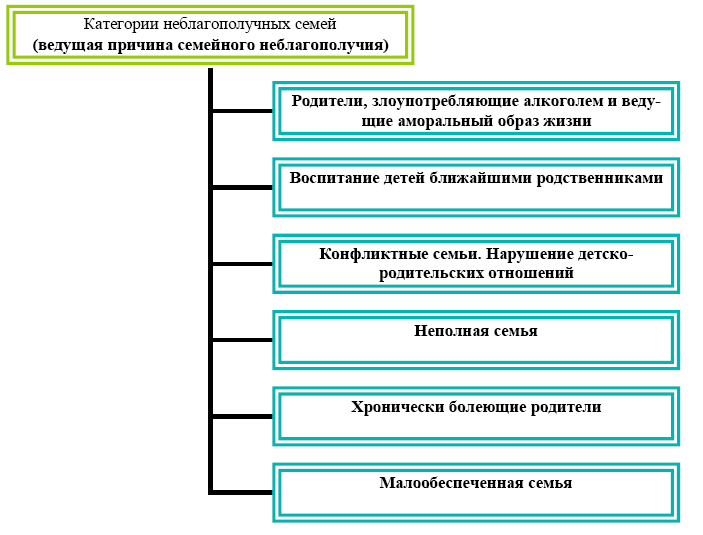 Категории неблагополучных семей
(ведущая причина семейного неблагополучия)
Родители, злоупотребляющие алкоголем и веду-
щие аморальный образ жизни
Воспитание детей ближайшими родственниками
Конфликтные семьи. Нарушение детско-
родительских отношений
Неполная семья
Хронически болеющие родители
Малообеспеченная семья